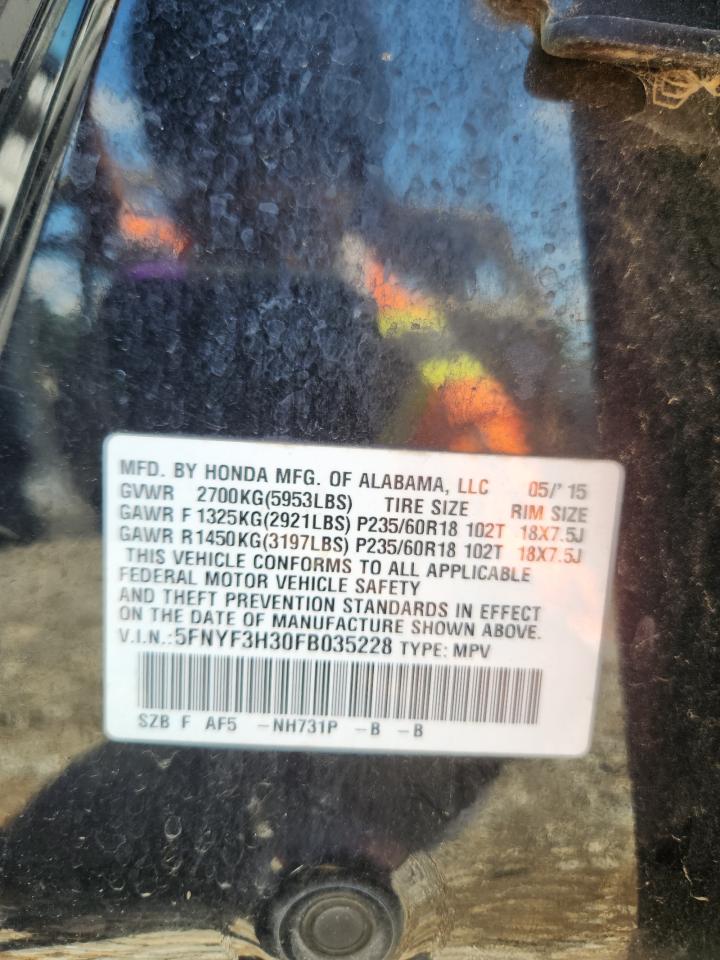 MFD. BY HONDA MFG. OF ALABAMA, LLC 05/'15
GVWR 2700KG(5953LBS) TIRE SIZE RIM SIZE
GAWR F 1325KG(2921LBS) P235/60R18 102T 18X7.5J
GAWR R1450KG(3197LBS) P235/60R18 102T 18X7.5J
THIS VEHICLE CONFORMS TO ALL APPLICABLE
FEDERAL MOTOR VEHICLE SAFETY
AND THEFT PREVENTION STANDARDS IN EFFECT
ON THE DATE OF MANUFACTURE SHOWN ABOVE.
V.I.N.:5FNYF3H30FB035228 TYPE: MPV
SZB F AF5 -NH731P -B -B